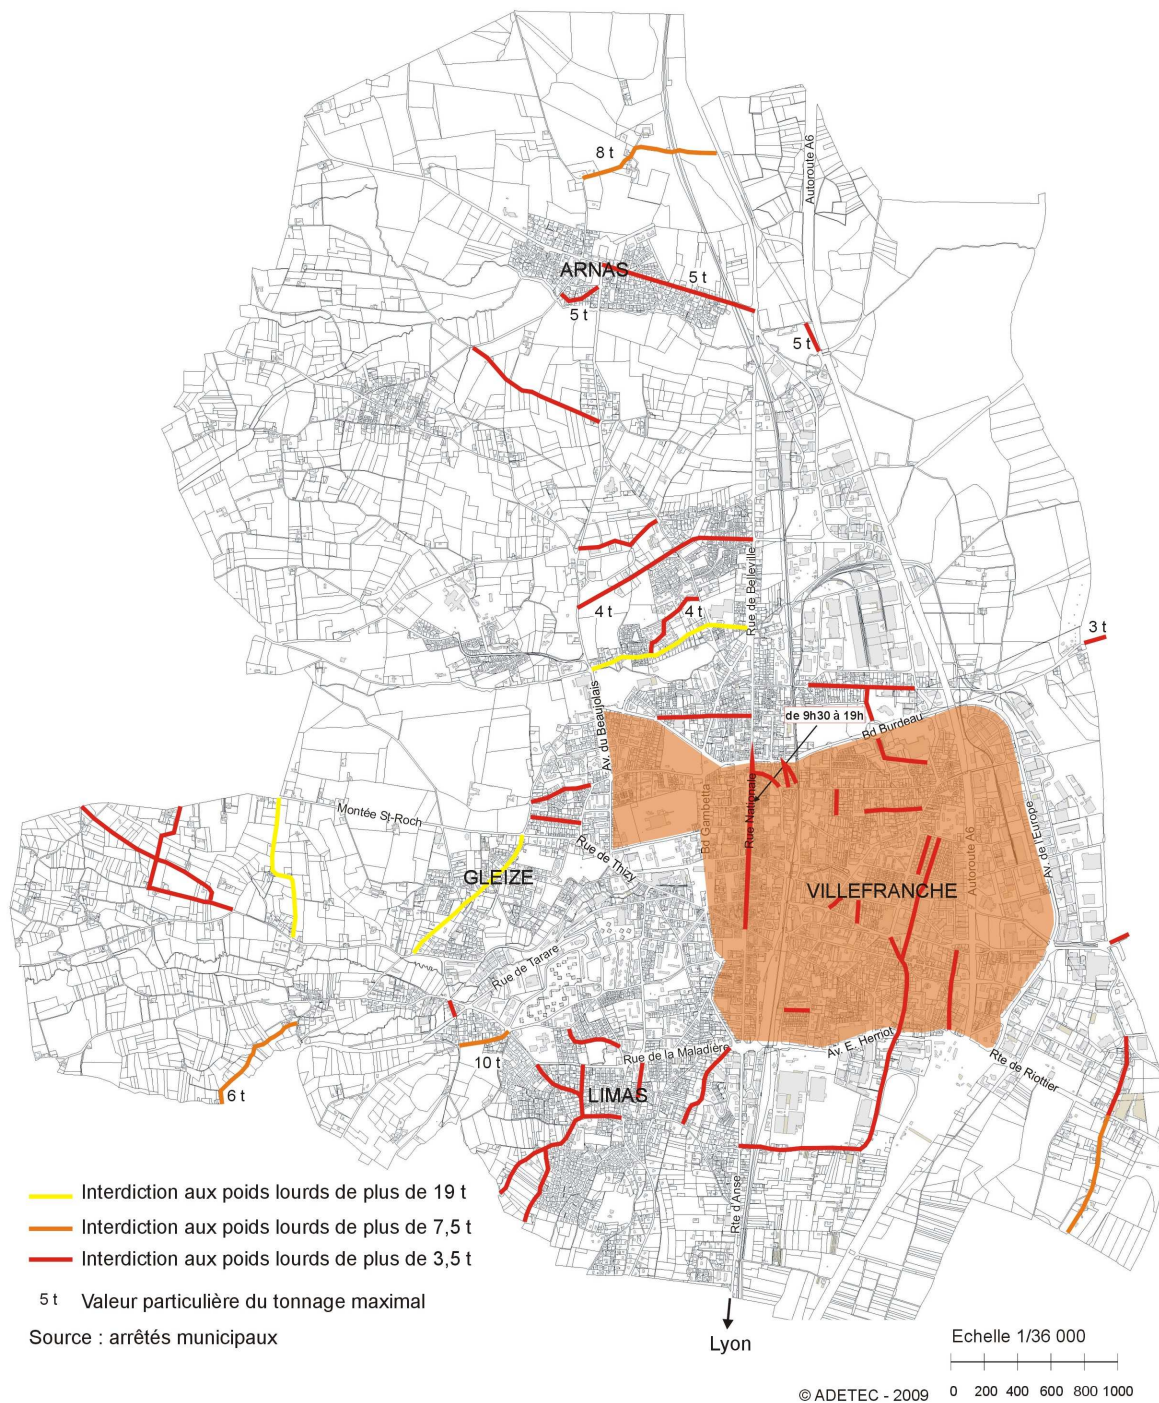 8 t
Autoroute A6
ARNAS
5 t
5 t
5 t
Rue de Belleville
4 t
4 t
3 t
Av. du Beaujolais
de 9h30 à 19h
Bd Burdeau
Montée St-Roch
Bd Gambetta
Rue Nationale
Rue de Thizy
Av. de l'Europe
Autoroute A6
GLEIZE
VILLEFRANCHE
Rue de Tarare
Av. E. Herriot
Rue de la Maladière
Rte de Riottier
10 t
6 t
LIMAS
Rte d'Anse
Interdiction aux poids lourds de plus de 19 t
Interdiction aux poids lourds de plus de 7,5 t
Interdiction aux poids lourds de plus de 3,5 t
5 t Valeur particulière du tonnage maximal
Source : arrêtés municipaux
Lyon
Echelle 1/36 000
0 200 400 600 800 1000
© ADETEC - 2009